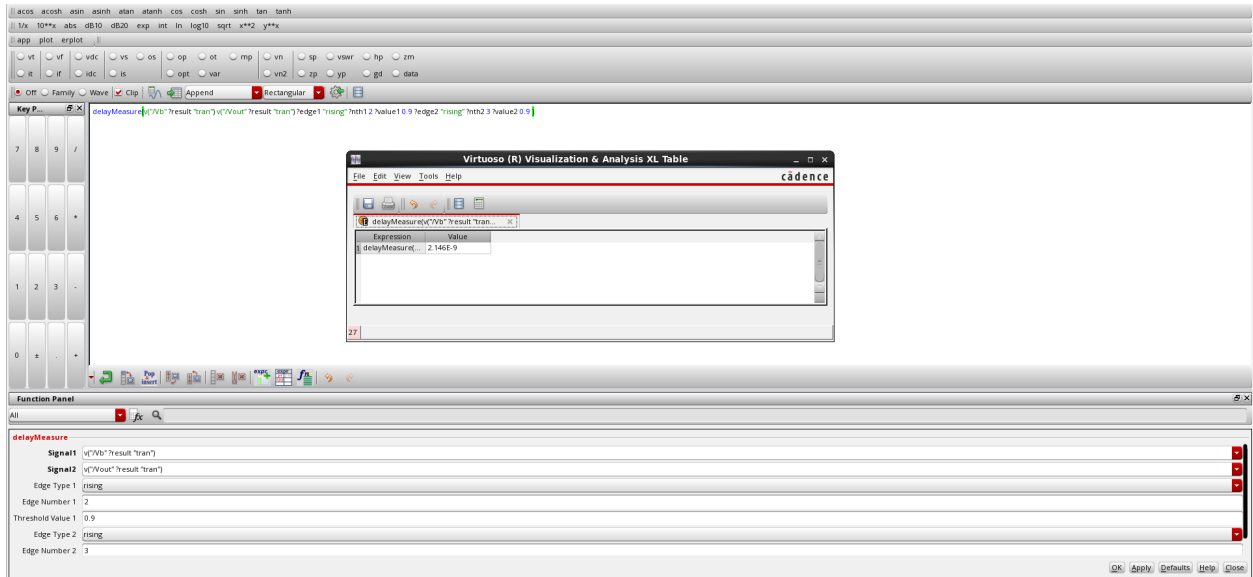 acos acosh asin asinh atan atanh cos cosh sin sinh tan tanh
1/x 10**x abs dB10 dB20 exp int ln log10 sqrt x**2 y**x
app plot erplot
vt vf vdc vs os op ot mp vn sp vswr hp zm
it if idc is opt var vn2 zp yp gd data
Off Family Wave Clip Append Rectangular
Key P...
delayMeasure(v("/Vb" ?result "tran") v("/Vout" ?result "tran") ?edge1 "rising" ?nth1 2 ?value1 0.9 ?edge2 "rising" ?nth2 3 ?value2 0.9 )
7 8 9 /
4 5 6 *
1 2 3 -
0 ± . +
Virtuoso (R) Visualization & Analysis XL Table
File Edit View Tools Help
cādence
delayMeasure(v("/Vb" ?result "tran...
Expression Value
1 delayMeasure(... 2.146E-9
27
Pop
insert
expr
expr
fn
Function Panel
All
fx
delayMeasure
Signal1 v("/Vb" ?result "tran")
Signal2 v("/Vout" ?result "tran")
Edge Type 1 rising
Edge Number 1 2
Threshold Value 1 0.9
Edge Type 2 rising
Edge Number 2 3
OK Apply Defaults Help Close